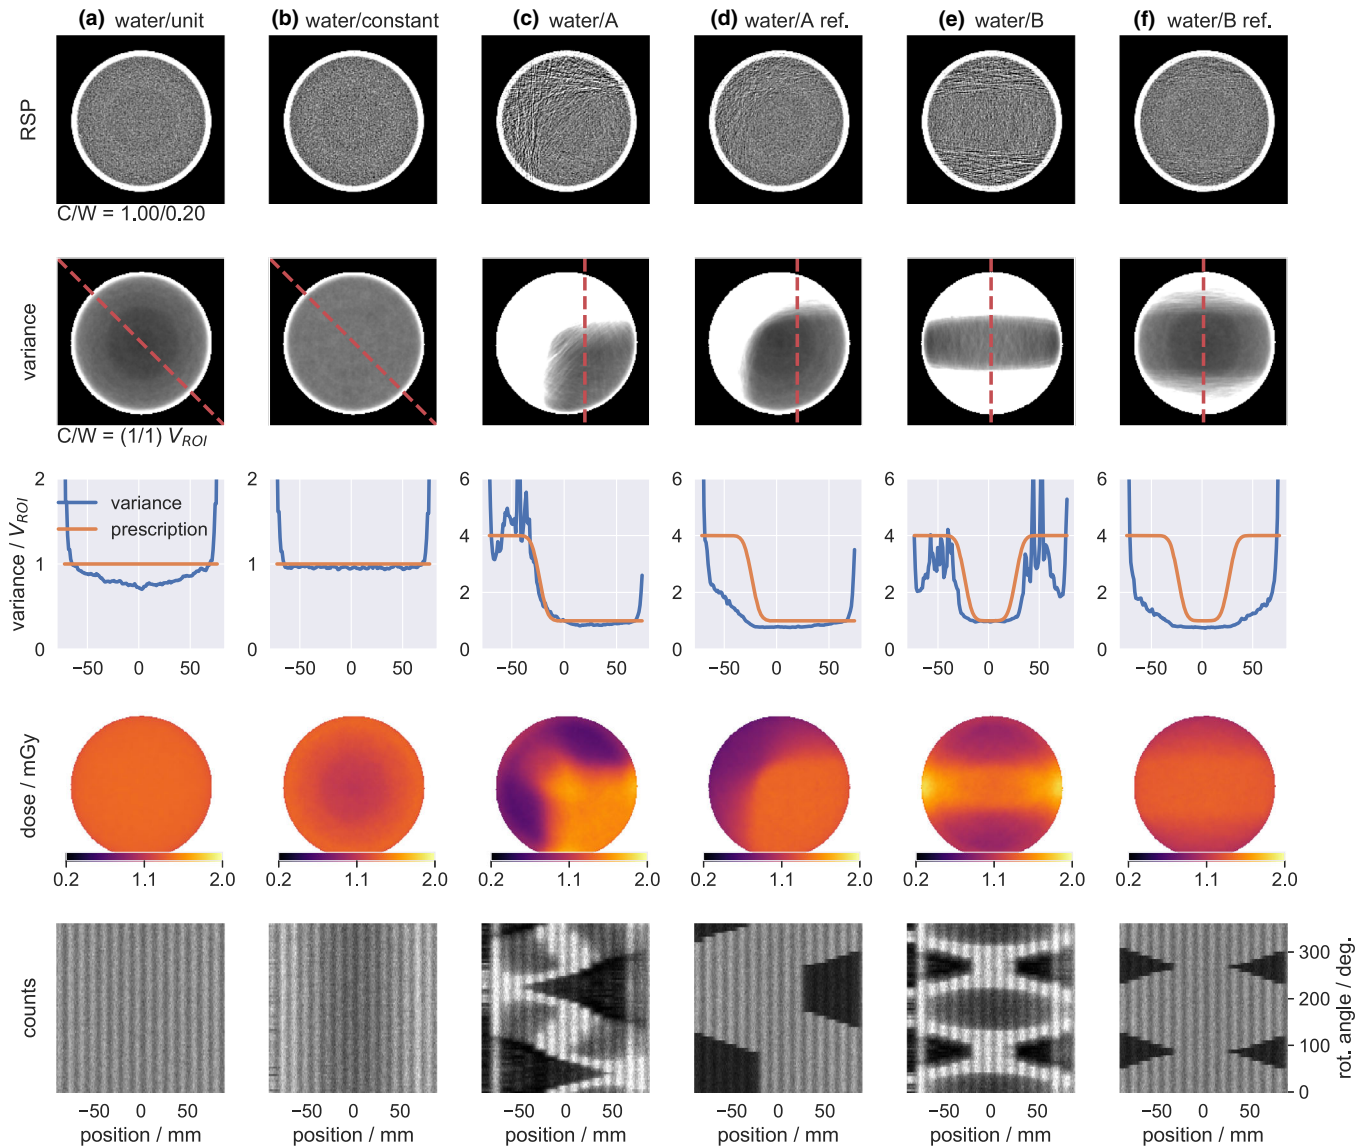 (a) water/unit
(b) water/constant
(c) water/A
(d) water/A ref.
(e) water/B
(f) water/B ref.
RSP
C/W = 1.00/0.20
variance
C/W = (1/1) V_ROI
variance / V_ROI
2
1
0
variance
prescription
−50 0 50
2
1
0
−50 0 50
6
4
2
0
−50 0 50
6
4
2
0
−50 0 50
6
4
2
0
−50 0 50
6
4
2
0
−50 0 50
dose / mGy
0.2 1.1 2.0
0.2 1.1 2.0
0.2 1.1 2.0
0.2 1.1 2.0
0.2 1.1 2.0
0.2 1.1 2.0
counts
300
200
100
0
rot. angle / deg.
−50 0 50
−50 0 50
−50 0 50
−50 0 50
−50 0 50
−50 0 50
position / mm
position / mm
position / mm
position / mm
position / mm
position / mm